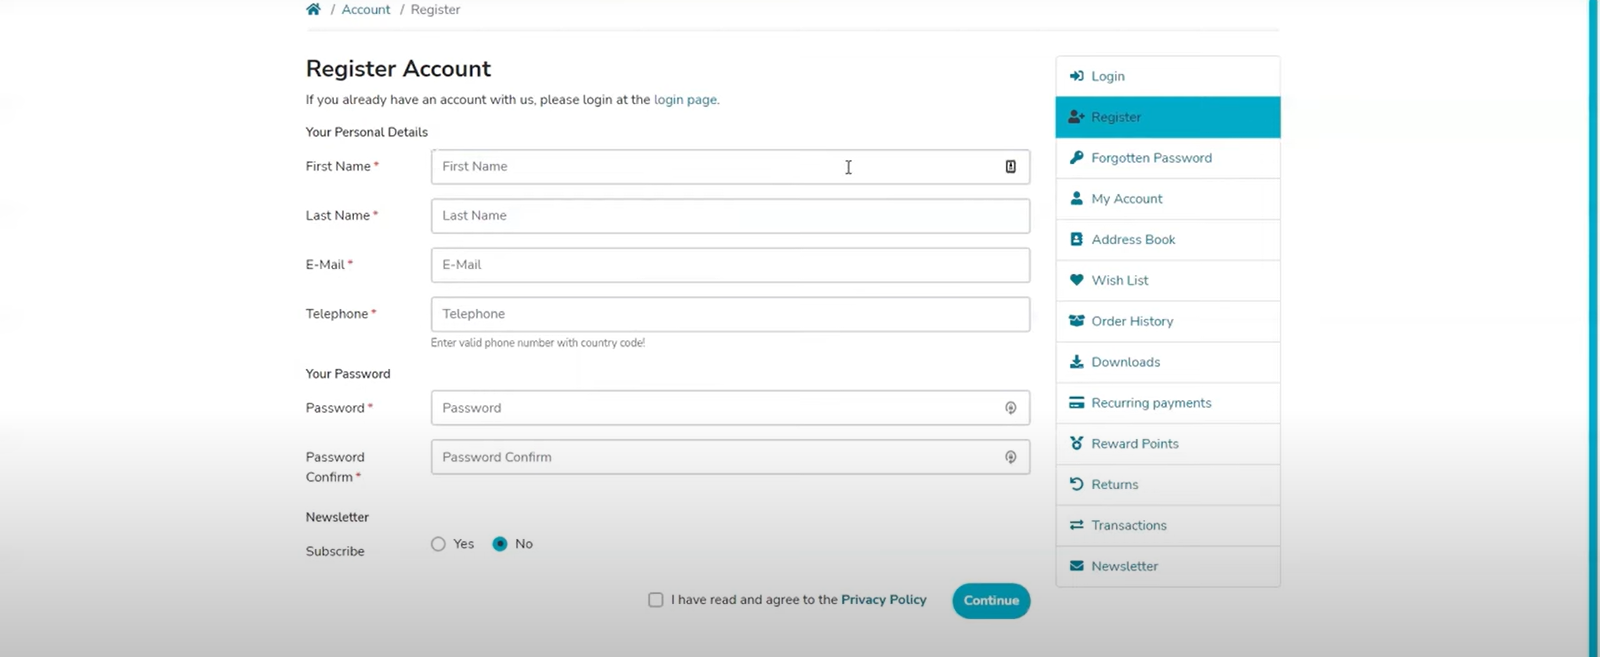 / Account / Register
Register Account
If you already have an account with us, please login at the login page.
Your Personal Details
First Name *
First Name
Last Name *
Last Name
E-Mail *
E-Mail
Telephone *
Telephone
Enter valid phone number with country code!
Your Password
Password *
Password
Password
Confirm *
Password Confirm
Newsletter
Subscribe
Yes
No
I have read and agree to the Privacy Policy
Continue
Login
Register
Forgotten Password
My Account
Address Book
Wish List
Order History
Downloads
Recurring payments
Reward Points
Returns
Transactions
Newsletter